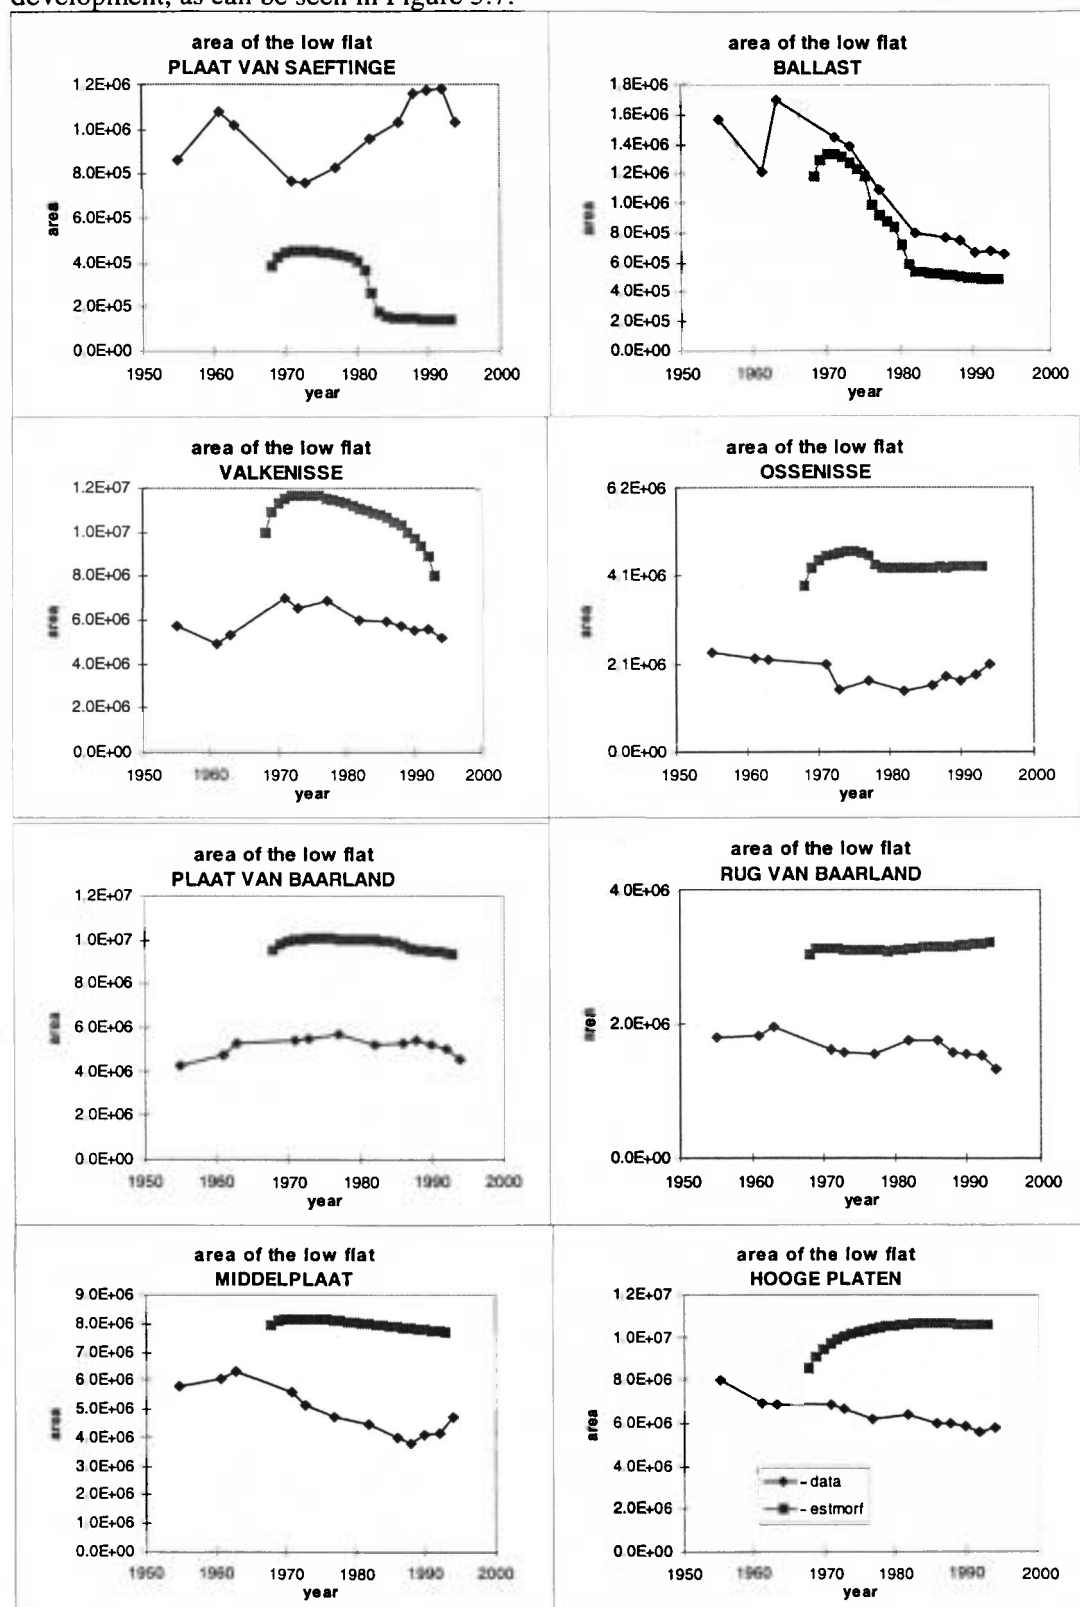 development, as can be seen in Figure 5.7.
area of the low flat
PLAAT VAN SAEFTINGE
1.2E+06
1.0E+06
8.0E+05
6.0E+05
4.0E+05
2.0E+05
0.0E+00
area
1950 1960 1970 1980 1990 2000
year
area of the low flat
BALLAST
1.8E+06
1.6E+06
1.4E+06
1.2E+06
1.0E+06
8.0E+05
6.0E+05
4.0E+05
2.0E+05
0.0E+00
area
1950 1960 1970 1980 1990 2000
year
area of the low flat
VALKENISSE
1.2E+07
1.0E+07
8.0E+06
6.0E+06
4.0E+06
2.0E+06
0.0E+00
area
1950 1960 1970 1980 1990 2000
year
area of the low flat
OSSENISSE
6.2E+06
4.1E+06
2.1E+06
0.0E+00
area
1950 1960 1970 1980 1990 2000
year
area of the low flat
PLAAT VAN BAARLAND
1.2E+07
1.0E+07
8.0E+06
6.0E+06
4.0E+06
2.0E+06
0.0E+00
area
1950 1960 1970 1980 1990 2000
year
area of the low flat
RUG VAN BAARLAND
4.0E+06
2.0E+06
0.0E+00
area
1950 1960 1970 1980 1990 2000
year
area of the low flat
MIDDELPLAAT
9.0E+06
8.0E+06
7.0E+06
6.0E+06
5.0E+06
4.0E+06
3.0E+06
2.0E+06
1.0E+06
0.0E+00
area
1950 1960 1970 1980 1990 2000
year
area of the low flat
HOOGE PLATEN
1.2E+07
1.0E+07
8.0E+06
6.0E+06
4.0E+06
2.0E+06
0.0E+00
area
data
estmorf
1950 1960 1970 1980 1990 2000
year